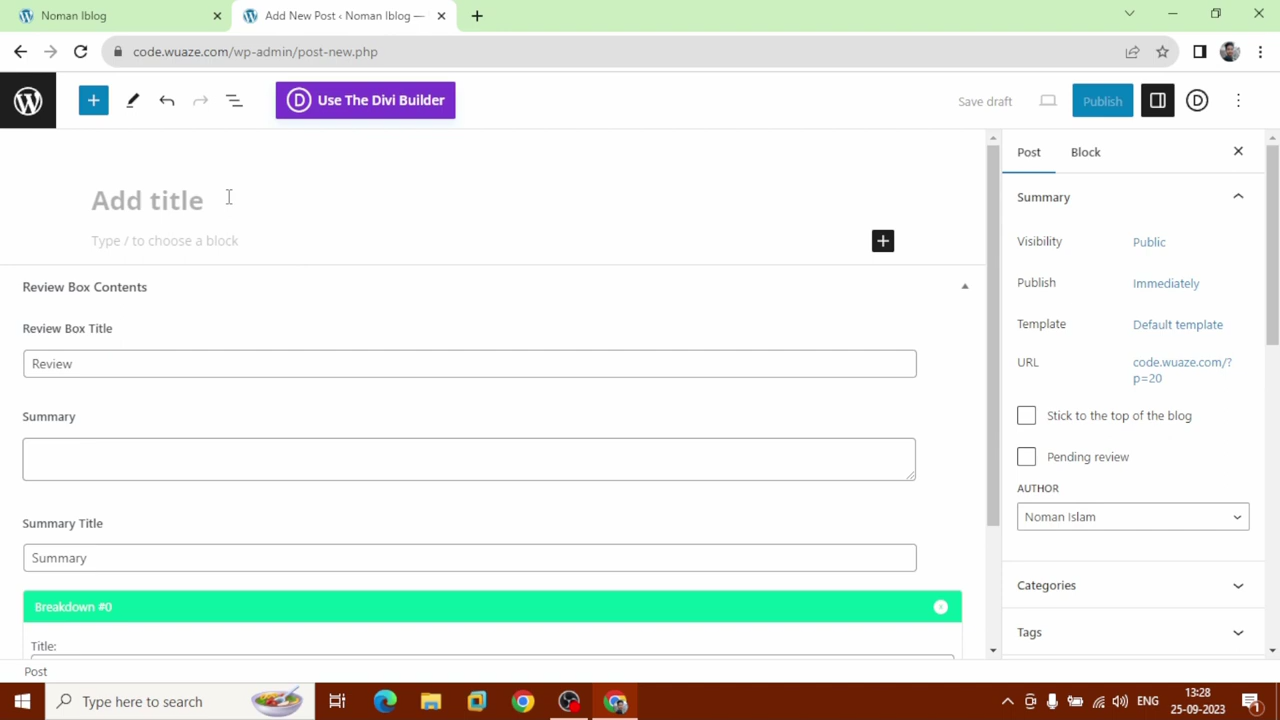 Noman Iblog
Add New Post ‹ Noman Iblog —
code.wuaze.com/wp-admin/post-new.php
D Use The Divi Builder
Save draft
Publish
D
Add title
Type / to choose a block
Review Box Contents
Review Box Title
Review
Summary
Summary Title
Summary
Breakdown #0
Title:
Post
Block
Summary
Visibility
Public
Publish
Immediately
Template
Default template
URL
code.wuaze.com/?
p=20
Stick to the top of the blog
Pending review
AUTHOR
Noman Islam
Categories
Tags
Post
Type here to search
ENG
13:28
25-09-2023
1